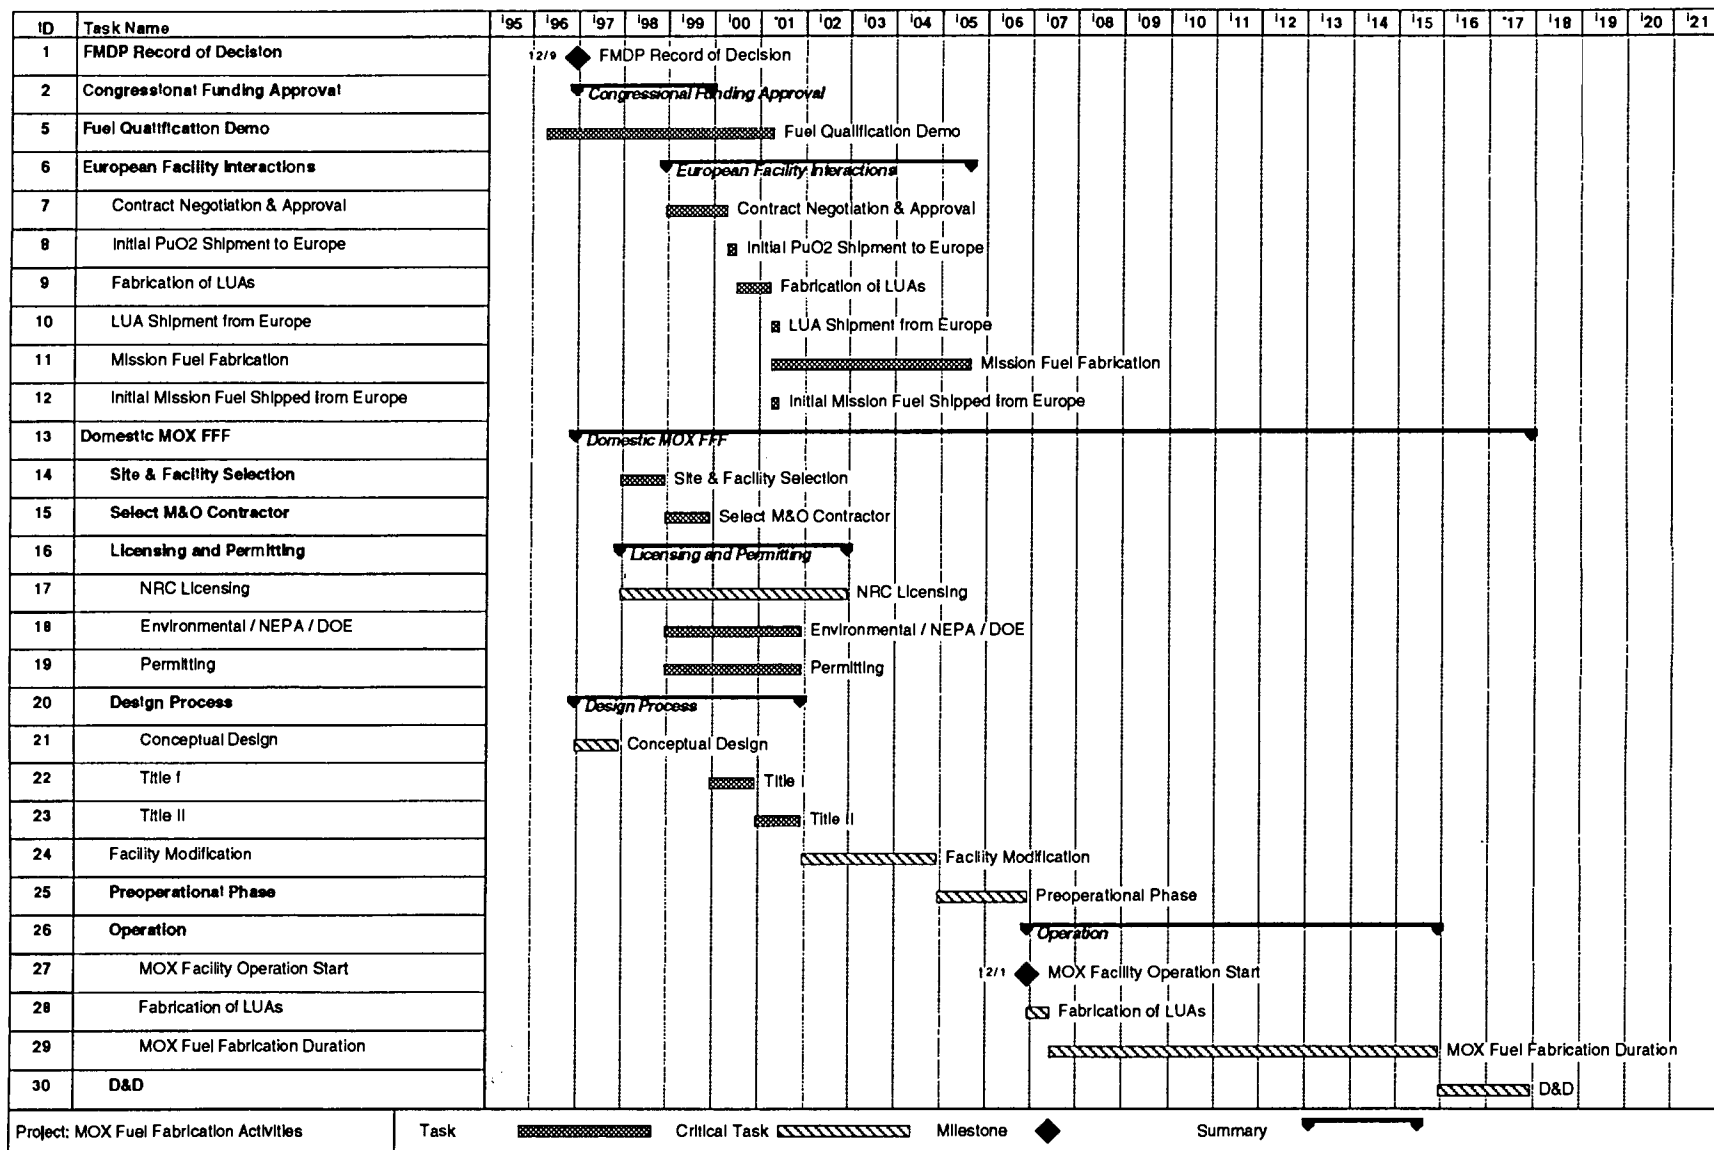 ID Task Name '95 '96 '97 '98 '99 '00 '01 '02 '03 '04 '05 '06 '07 '08 '09 '10 '11 '12 '13 '14 '15 '16 '17 '18 '19 '20 '21
1 FMDP Record of Decision 12/9 FMDP Record of Decision
2 Congressional Funding Approval Congressional Funding Approval
5 Fuel Qualification Demo Fuel Qualification Demo
6 European Facility Interactions European Facility Interactions
7 Contract Negotiation & Approval Contract Negotiation & Approval
8 Initial PuO2 Shipment to Europe Initial PuO2 Shipment to Europe
9 Fabrication of LUAs Fabrication of LUAs
10 LUA Shipment from Europe LUA Shipment from Europe
11 Mission Fuel Fabrication Mission Fuel Fabrication
12 Initial Mission Fuel Shipped from Europe Initial Mission Fuel Shipped from Europe
13 Domestic MOX FFF Domestic MOX FFF
14 Site & Facility Selection Site & Facility Selection
15 Select M&O Contractor Select M&O Contractor
16 Licensing and Permitting Licensing and Permitting
17 NRC Licensing NRC Licensing
18 Environmental / NEPA / DOE Environmental / NEPA / DOE
19 Permitting Permitting
20 Design Process Design Process
21 Conceptual Design Conceptual Design
22 Title I Title I
23 Title II Title II
24 Facility Modification Facility Modification
25 Preoperational Phase Preoperational Phase
26 Operation Operation
27 MOX Facility Operation Start 12/1 MOX Facility Operation Start
28 Fabrication of LUAs Fabrication of LUAs
29 MOX Fuel Fabrication Duration MOX Fuel Fabrication Duration
30 D&D D&D
Project: MOX Fuel Fabrication Activities Task Critical Task Milestone Summary